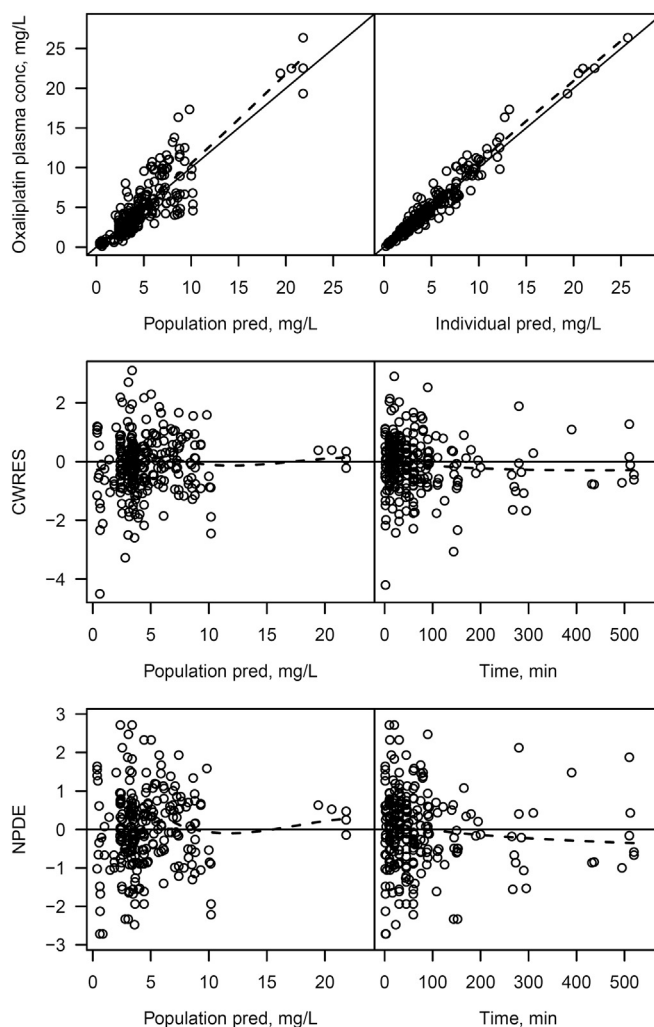 Oxaliplatin plasma conc, mg/L
25
20
15
10
5
0
0 5 10 15 20 25 0 5 10 15 20 25
Population pred, mg/L Individual pred, mg/L
CWRES
2
0
−2
−4
0 5 10 15 20 0 100 200 300 400 500
Population pred, mg/L Time, min
NPDE
3
2
1
0
−1
−2
−3
0 5 10 15 20 0 100 200 300 400 500
Population pred, mg/L Time, min